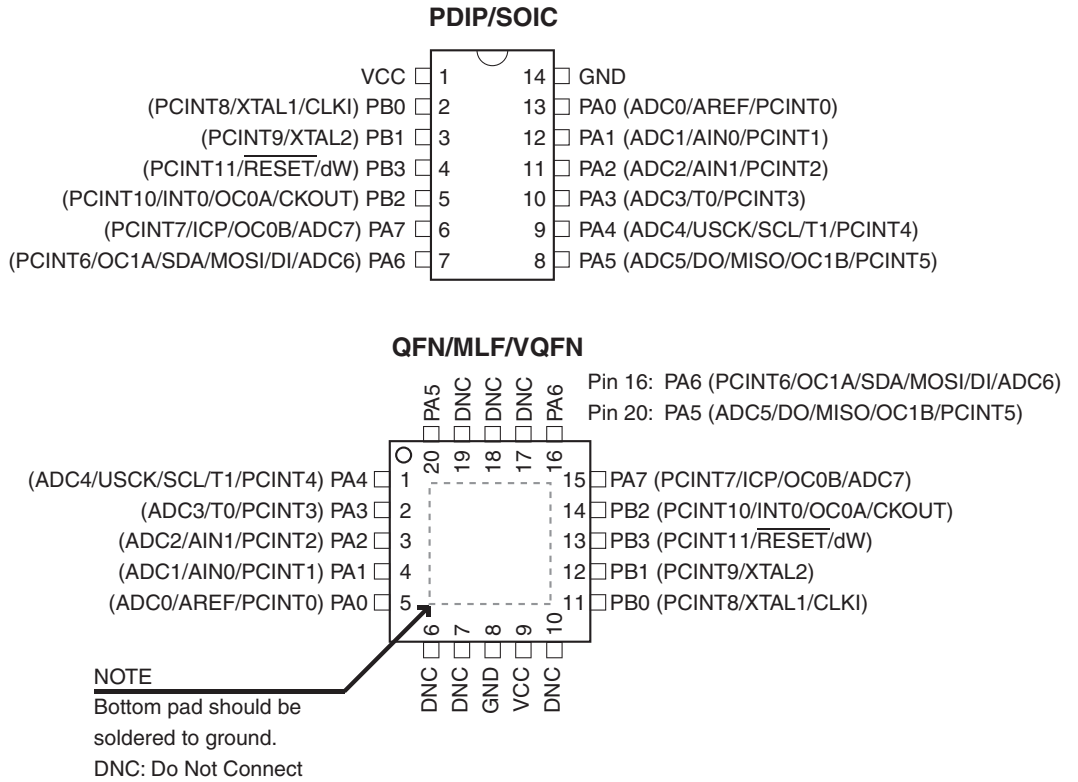 PDIP/SOIC
VCC 1 14 GND
(PCINT8/XTAL1/CLKI) PB0 2 13 PA0 (ADC0/AREF/PCINT0)
(PCINT9/XTAL2) PB1 3 12 PA1 (ADC1/AIN0/PCINT1)
(PCINT11/RESET/dW) PB3 4 11 PA2 (ADC2/AIN1/PCINT2)
(PCINT10/INT0/OC0A/CKOUT) PB2 5 10 PA3 (ADC3/T0/PCINT3)
(PCINT7/ICP/OC0B/ADC7) PA7 6 9 PA4 (ADC4/USCK/SCL/T1/PCINT4)
(PCINT6/OC1A/SDA/MOSI/DI/ADC6) PA6 7 8 PA5 (ADC5/DO/MISO/OC1B/PCINT5)
QFN/MLF/VQFN
Pin 16: PA6 (PCINT6/OC1A/SDA/MOSI/DI/ADC6)
Pin 20: PA5 (ADC5/DO/MISO/OC1B/PCINT5)
PA5 DNC DNC DNC PA6
20 19 18 17 16
(ADC4/USCK/SCL/T1/PCINT4) PA4 1 15 PA7 (PCINT7/ICP/OC0B/ADC7)
(ADC3/T0/PCINT3) PA3 2 14 PB2 (PCINT10/INT0/OC0A/CKOUT)
(ADC2/AIN1/PCINT2) PA2 3 13 PB3 (PCINT11/RESET/dW)
(ADC1/AIN0/PCINT1) PA1 4 12 PB1 (PCINT9/XTAL2)
(ADC0/AREF/PCINT0) PA0 5 11 PB0 (PCINT8/XTAL1/CLKI)
6 7 8 9 10
DNC DNC GND VCC DNC
NOTE
Bottom pad should be
soldered to ground.
DNC: Do Not Connect